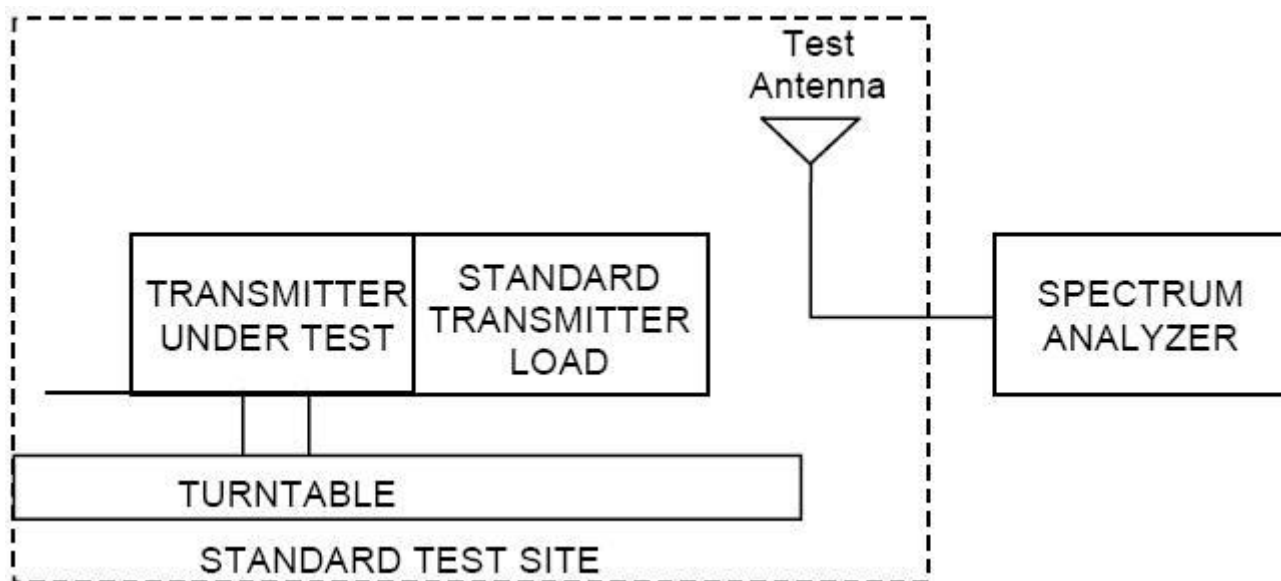 Test
Antenna
TRANSMITTER
UNDER TEST
STANDARD
TRANSMITTER
LOAD
SPECTRUM
ANALYZER
TURNTABLE
STANDARD TEST SITE